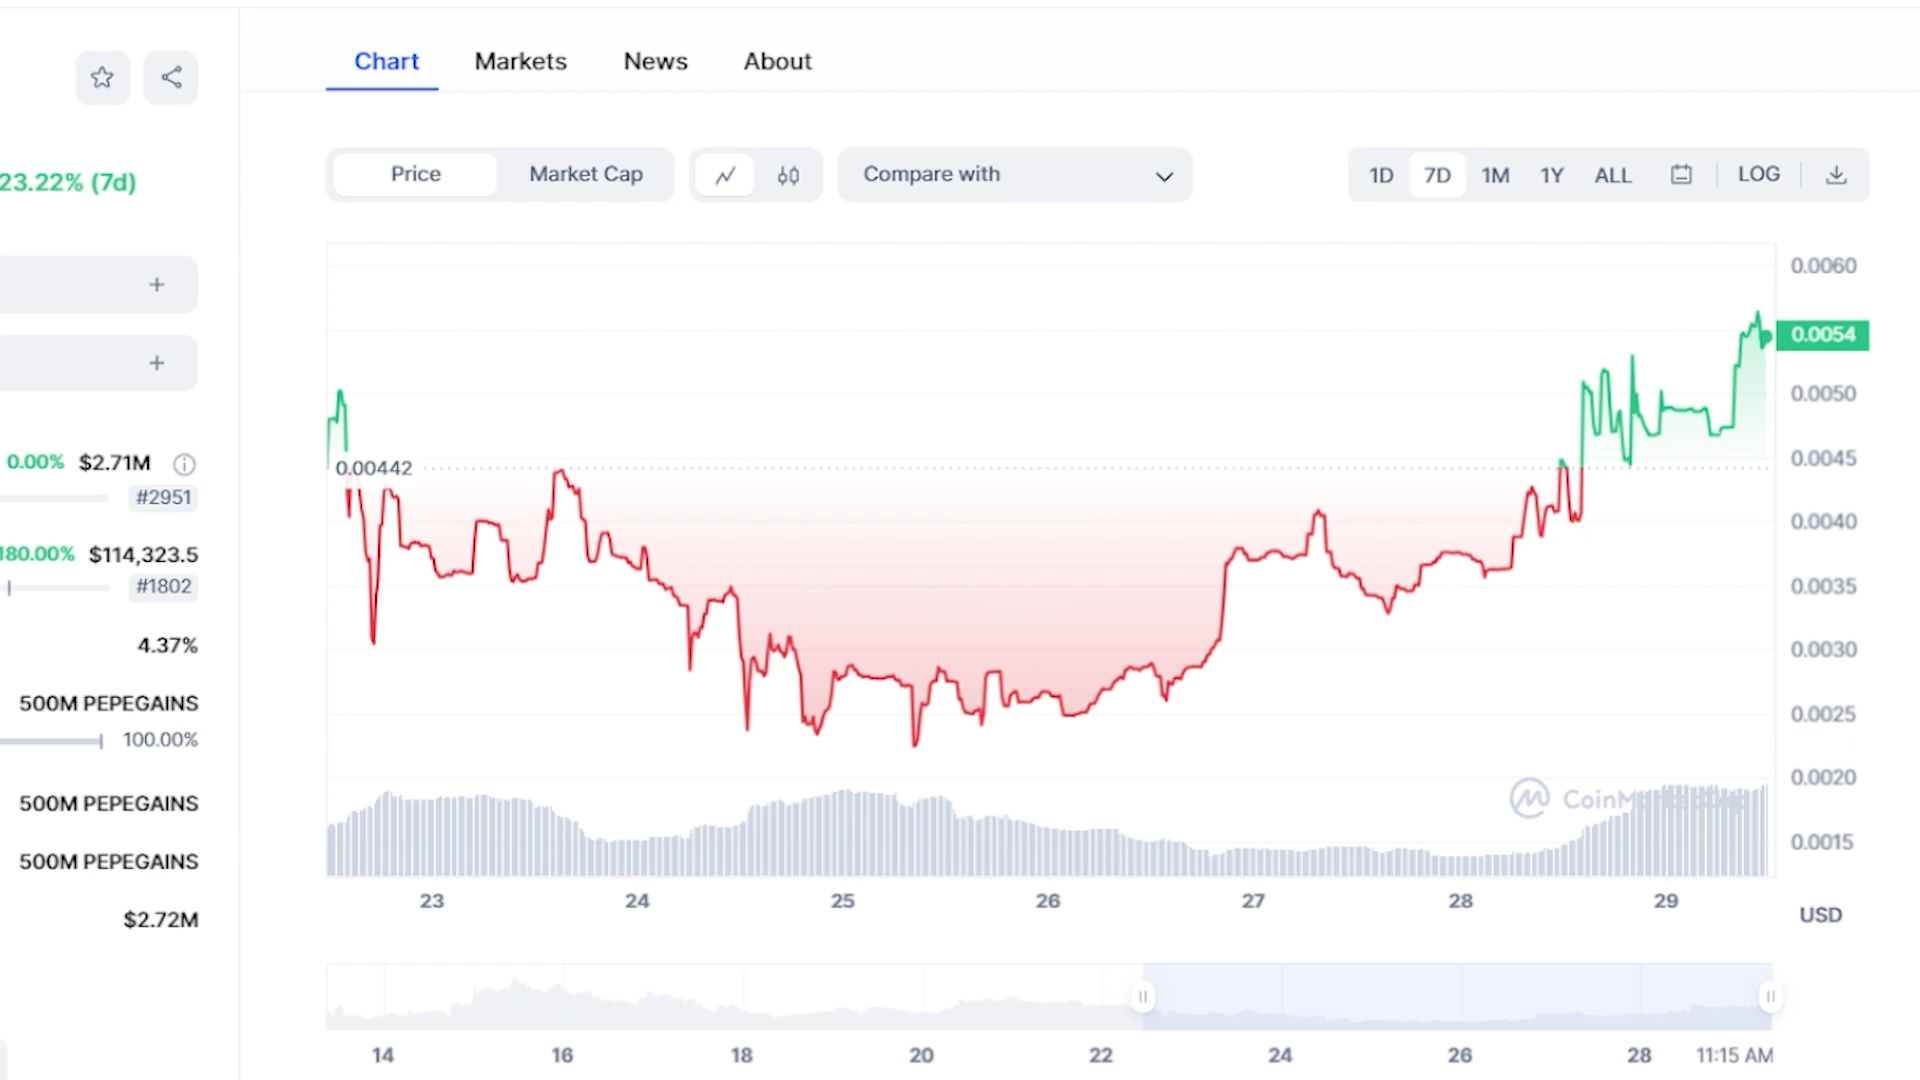 Chart Markets News About
23.22% (7d)
Price Market Cap Compare with 1D 7D 1M 1Y ALL LOG
0.0060
0.0054
0.0050
0.00442
0.0045
0.0040
0.0035
0.0030
0.0025
0.0020
0.0015
0.00% $2.71M
#2951
180.00% $114,323.5
#1802
4.37%
500M PEPEGAINS
100.00%
500M PEPEGAINS
500M PEPEGAINS
$2.72M
23 24 25 26 27 28 29
USD
14 16 18 20 22 24 26 28 11:15 AM